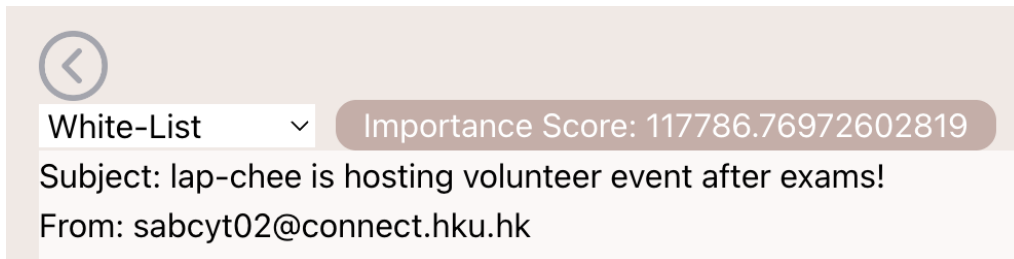 White-List
Importance Score: 117786.76972602819
Subject: lap-chee is hosting volunteer event after exams!
From: sabcyt02@connect.hku.hk